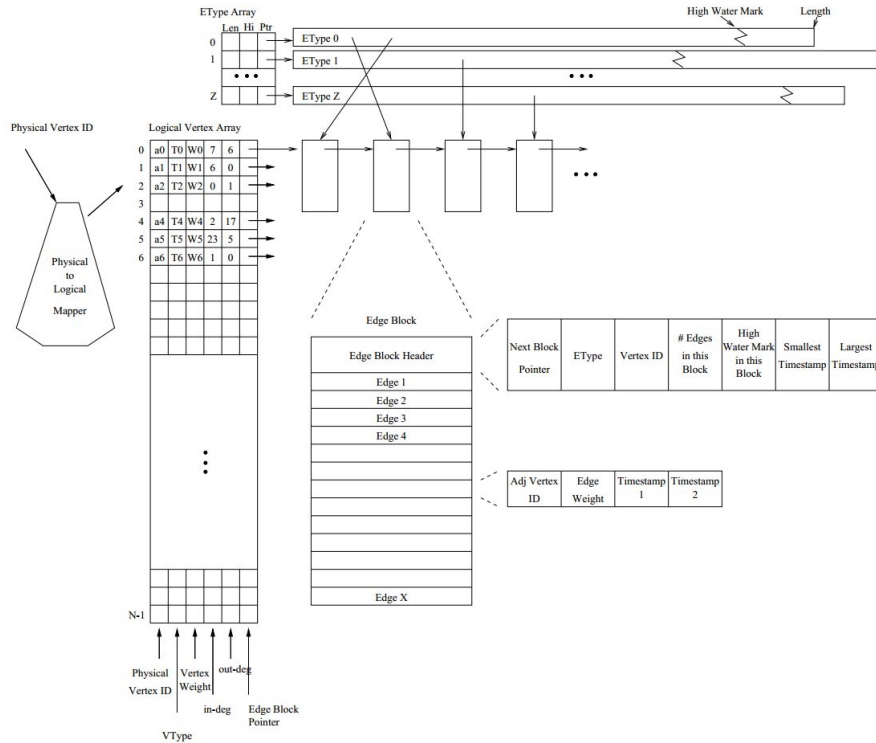 EType Array
High Water Mark
Length
Len Hi Ptr
0
EType 0
1
EType 1
Z
EType Z
Physical Vertex ID
Logical Vertex Array
0 a0 T0 W0 7 6
1 a1 T1 W1 6 0
2 a2 T2 W2 0 1
3
4 a4 T4 W4 2 17
5 a5 T5 W5 23 5
6 a6 T6 W6 1 0
Physical
to
Logical
Mapper
Edge Block
Edge Block Header
Edge 1
Edge 2
Edge 3
Edge 4
Edge X
Next Block
Pointer
EType
Vertex ID
# Edges
in this
Block
High
Water Mark
in this
Block
Smallest
Timestamp
Largest
Timestamp
Adj Vertex
ID
Edge
Weight
Timestamp
1
Timestamp
2
N-1
Physical
Vertex ID
VType
Vertex
Weight
in-deg
out-deg
Edge Block
Pointer